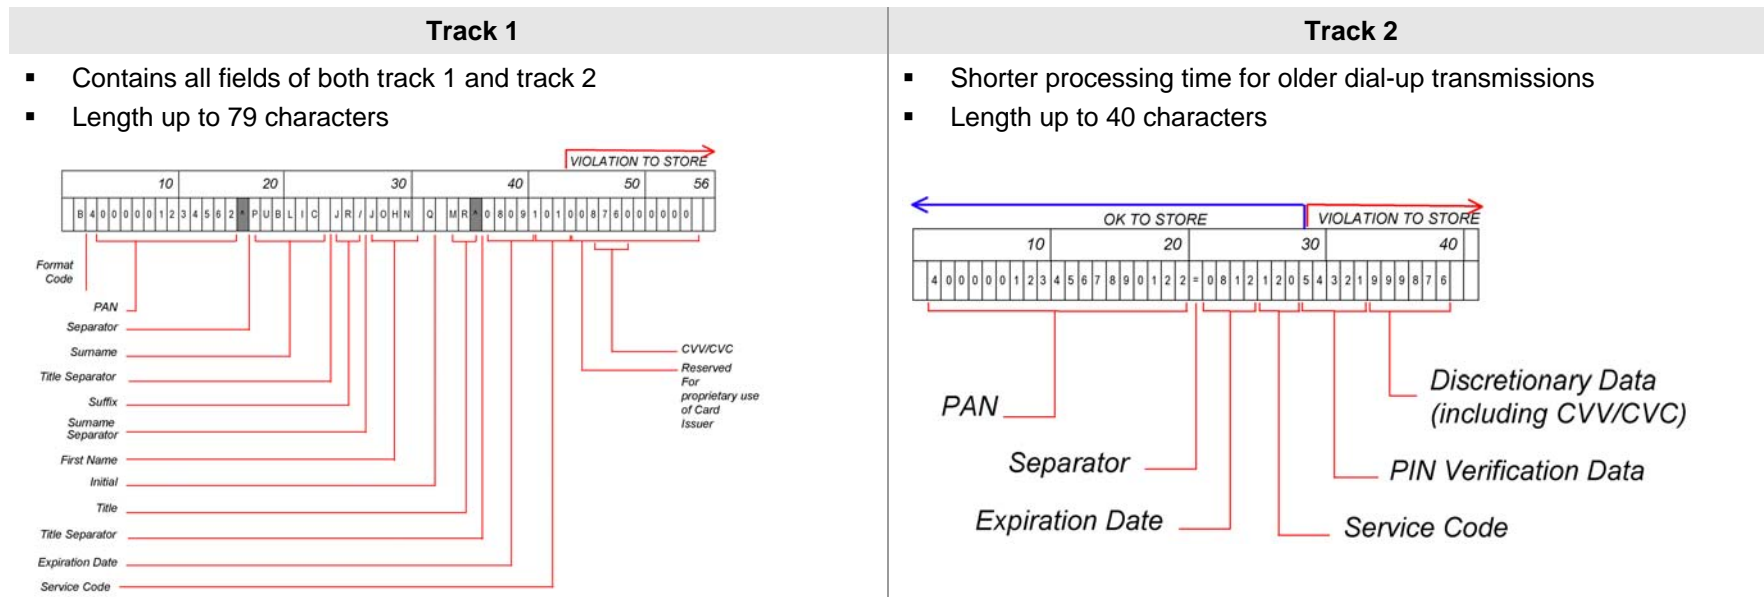 Track 1
▪ Contains all fields of both track 1 and track 2
▪ Length up to 79 characters
VIOLATION TO STORE
10 20 30 40 50 56
B 4 0 0 0 0 0 1 2 3 4 5 6 2 ^ P U B L I C J R / J O H N Q M R ^ 0 8 0 9 1 0 1 0 0 8 7 6 0 0 0 0 0 0
Format
Code
PAN
Separator
Surname
Title Separator
Suffix
Surname
Separator
First Name
Initial
Title
Title Separator
Expiration Date
Service Code
CVV/CVC
Reserved
For
proprietary use
of Card
Issuer
Track 2
▪ Shorter processing time for older dial-up transmissions
▪ Length up to 40 characters
OK TO STORE VIOLATION TO STORE
10 20 30 40
4 0 0 0 0 0 1 2 3 4 5 6 7 8 9 0 1 2 2 = 0 8 1 2 1 2 0 5 4 3 2 1 9 9 9 8 7 6
PAN
Separator
Expiration Date
Discretionary Data
(including CVV/CVC)
PIN Verification Data
Service Code